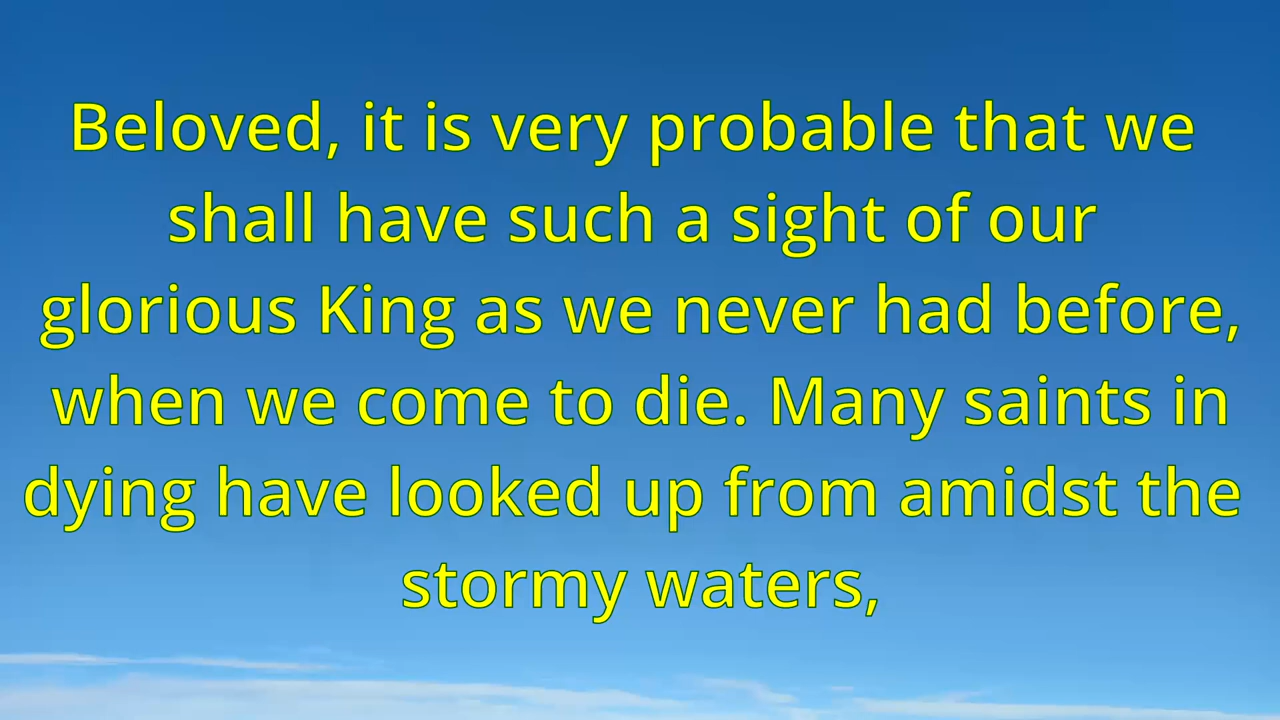 Beloved, it is very probable that we
shall have such a sight of our
glorious King as we never had before,
when we come to die. Many saints in
dying have looked up from amidst the
stormy waters,